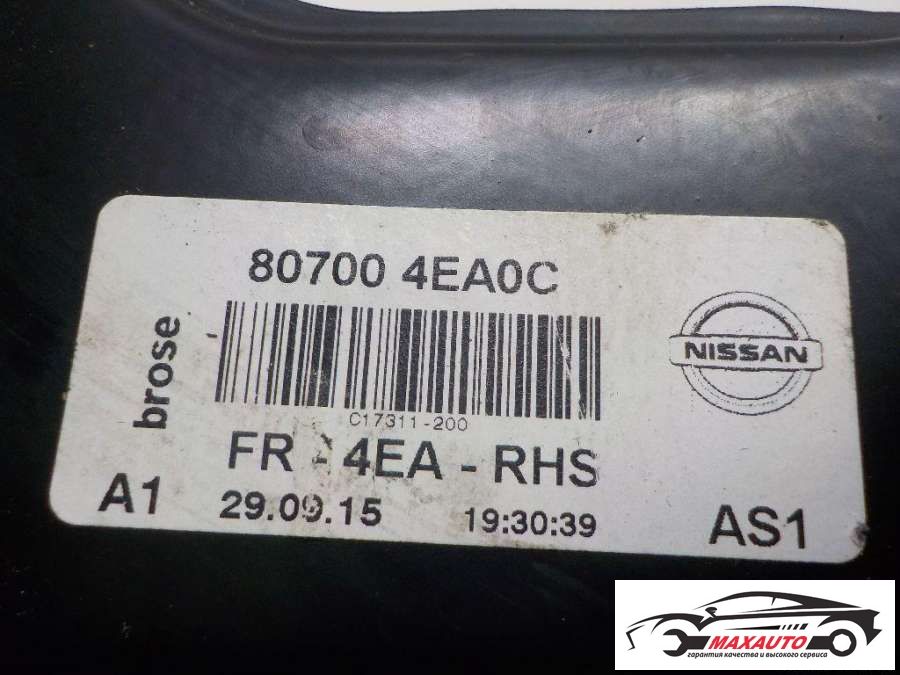 80700 4EA0C
brose
NISSAN
C17311-200
FR - 4EA - RHS
A1
29.09.15
19:30:39
AS1
MAXAUTO
гарантия качества и высокого сервиса